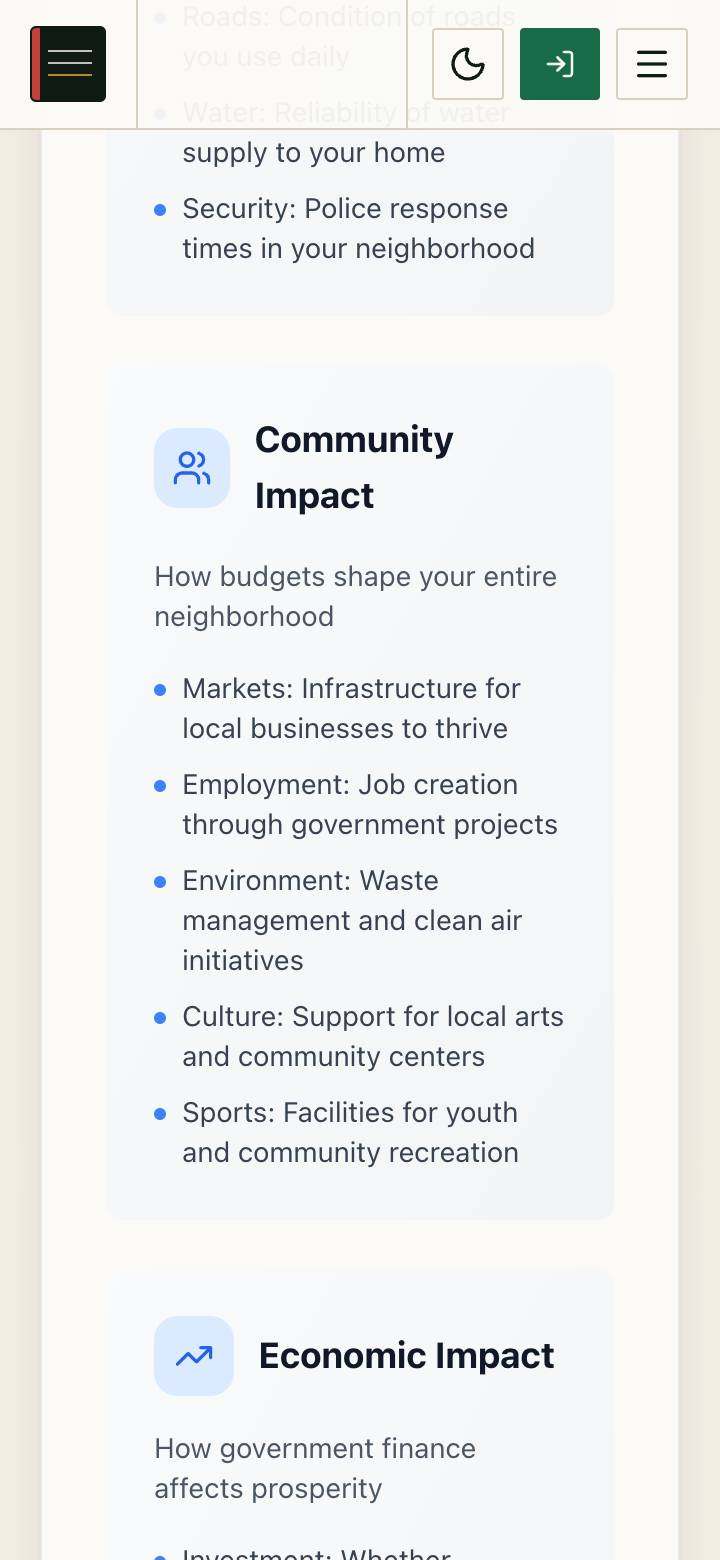 Roads: Condition of roads
you use daily
Water: Reliability of water
supply to your home
Security: Police response
times in your neighborhood
Community
Impact
How budgets shape your entire
neighborhood
Markets: Infrastructure for
local businesses to thrive
Employment: Job creation
through government projects
Environment: Waste
management and clean air
initiatives
Culture: Support for local arts
and community centers
Sports: Facilities for youth
and community recreation
Economic Impact
How government finance
affects prosperity
Investment: Whether